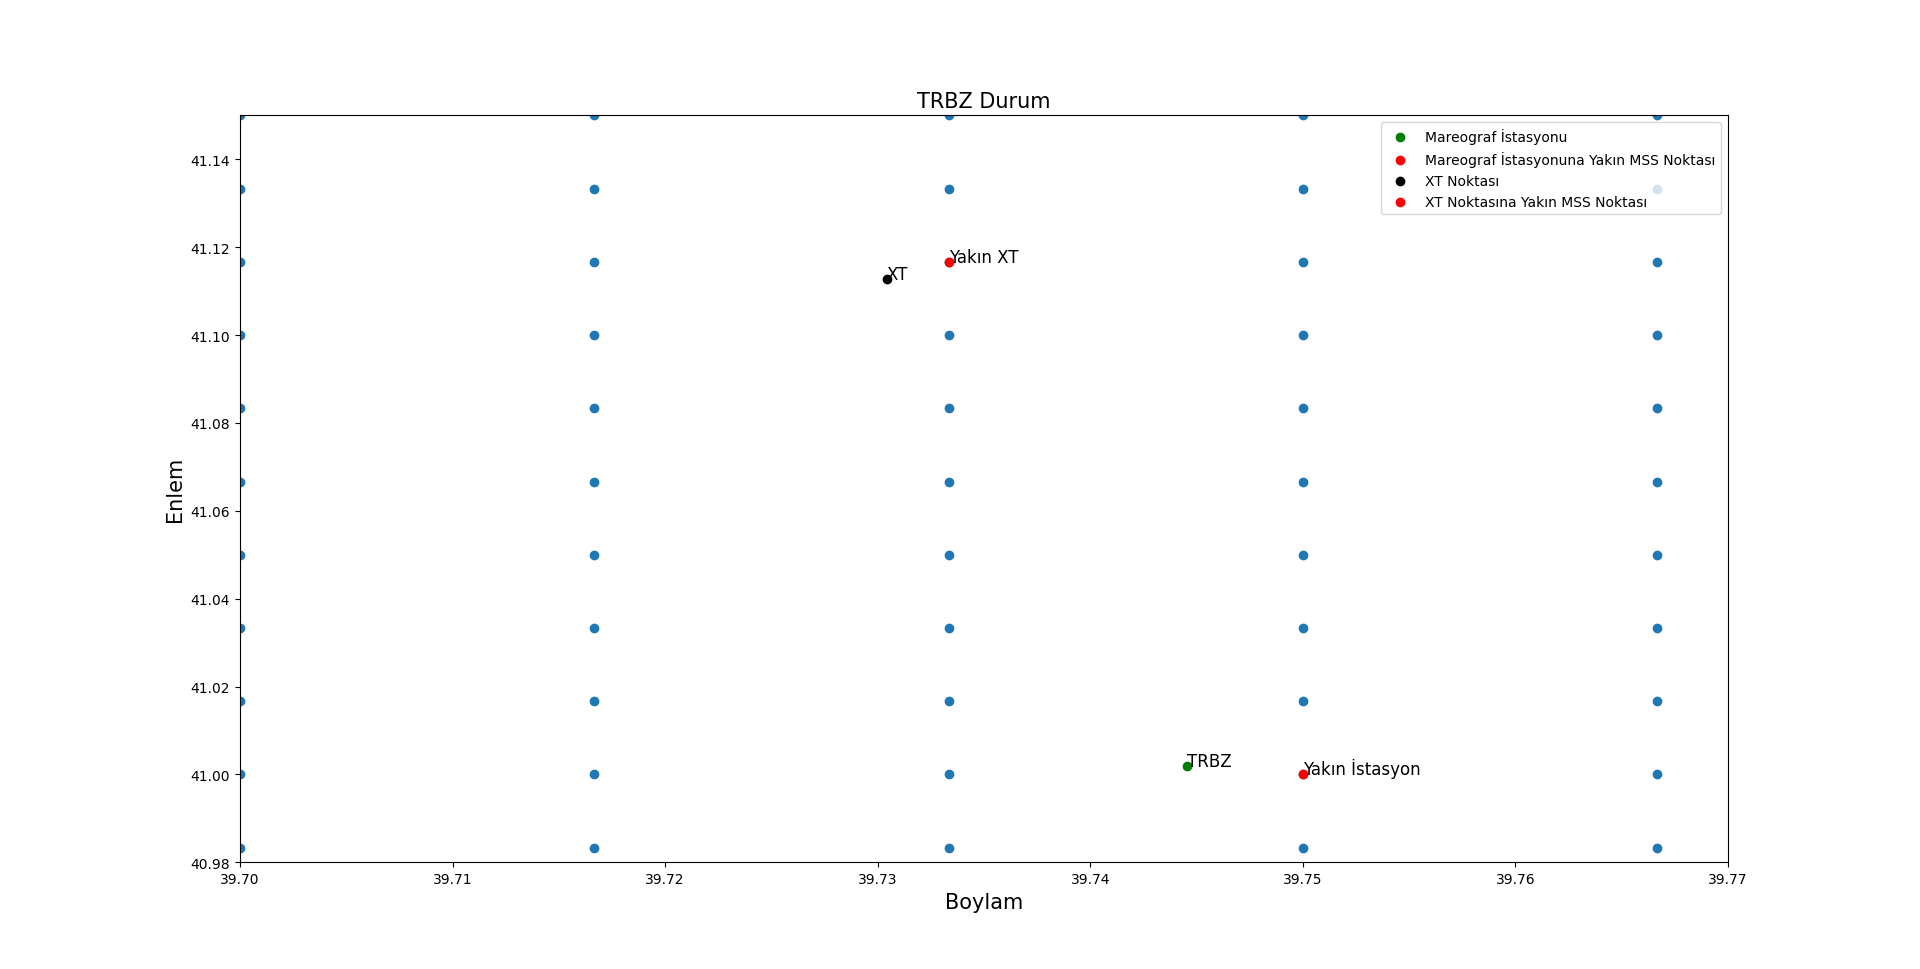 TRBZ Durum
Mareograf İstasyonu
Mareograf İstasyonuna Yakın MSS Noktası
XT Noktası
XT Noktasına Yakın MSS Noktası
41.14
41.12
41.10
41.08
41.06
41.04
41.02
41.00
40.98
Enlem
Yakın XT
XT
TRBZ
Yakın İstasyon
39.70 39.71 39.72 39.73 39.74 39.75 39.76 39.77
Boylam